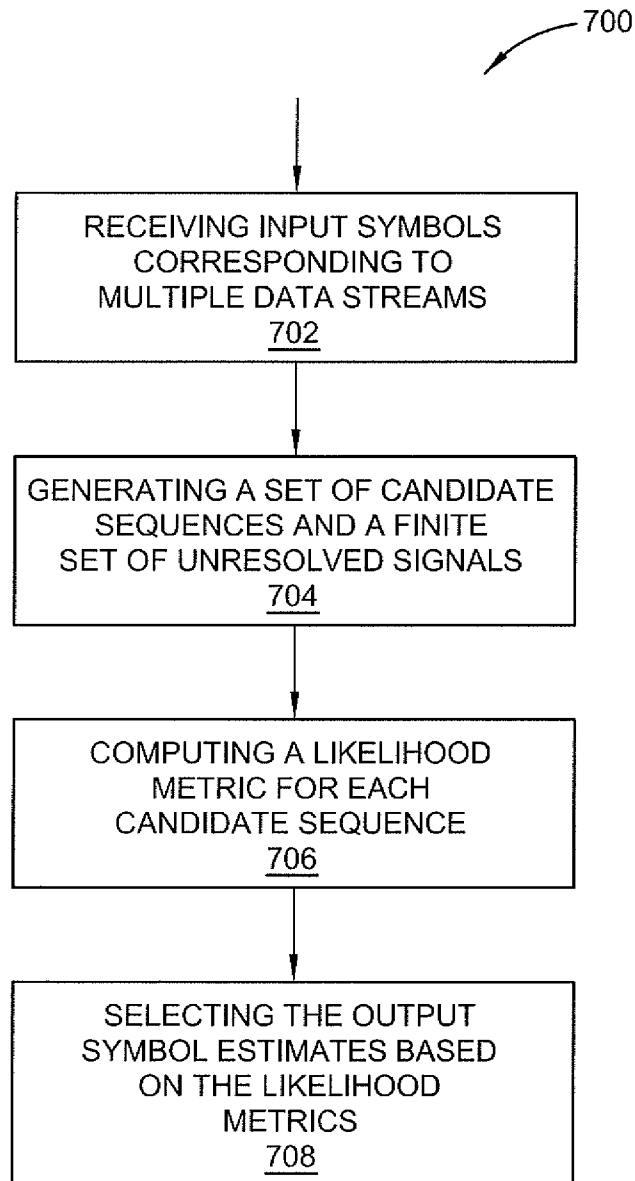 700
RECEIVING INPUT SYMBOLS
CORRESPONDING TO
MULTIPLE DATA STREAMS
702
GENERATING A SET OF CANDIDATE
SEQUENCES AND A FINITE
SET OF UNRESOLVED SIGNALS
704
COMPUTING A LIKELIHOOD
METRIC FOR EACH
CANDIDATE SEQUENCE
706
SELECTING THE OUTPUT
SYMBOL ESTIMATES BASED
ON THE LIKELIHOOD
METRICS
708